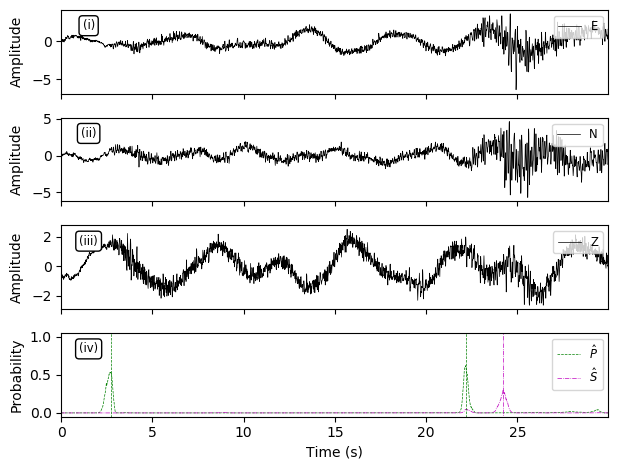 Amplitude
(i)
E
0
−5
Amplitude
(ii)
N
5
0
−5
Amplitude
(iii)
Z
2
0
−2
Probability
(iv)
P̂
Ŝ
1.0
0.5
0.0
0 5 10 15 20 25
Time (s)